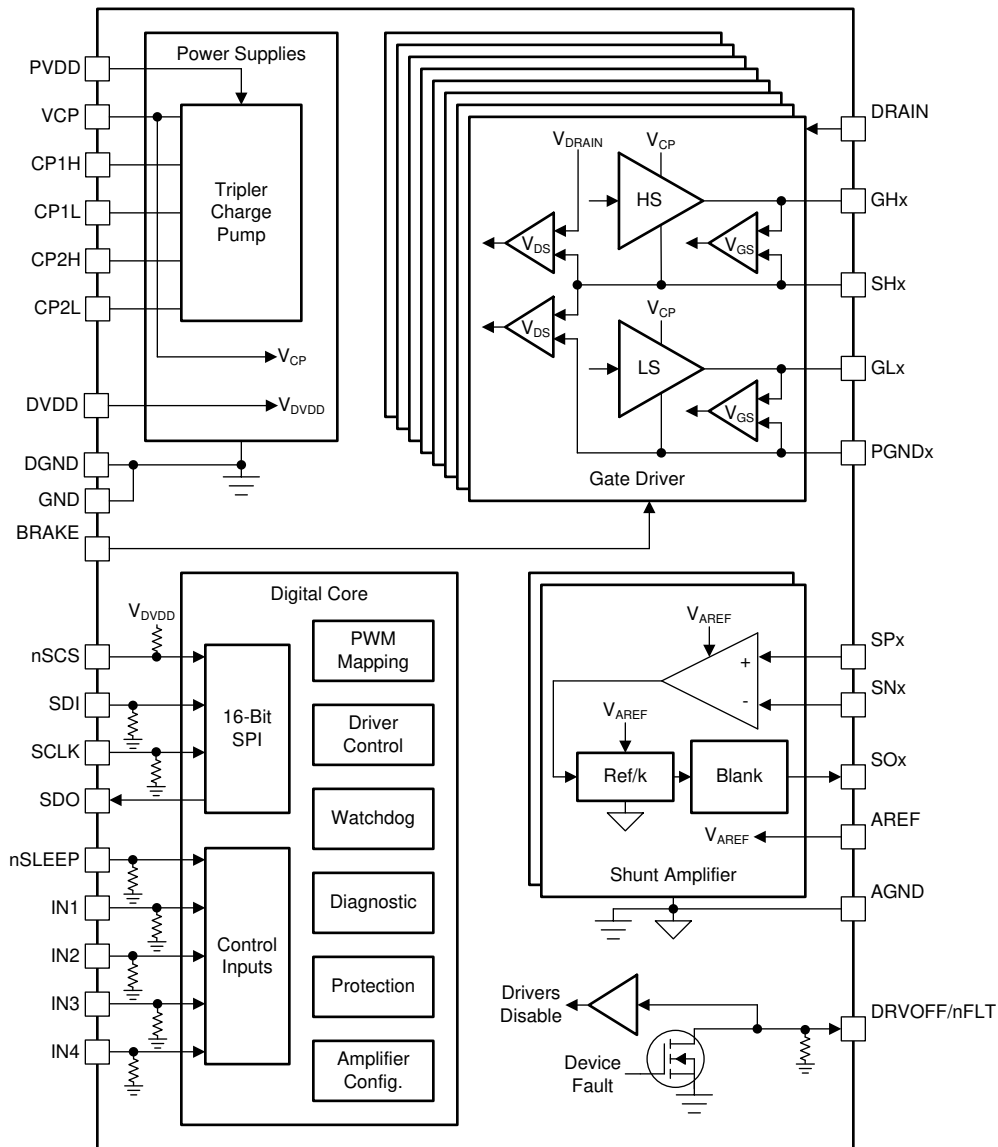 PVDD
VCP
CP1H
CP1L
CP2H
CP2L
DVDD
DGND
GND
BRAKE
Power Supplies
Tripler
Charge
Pump
VCP
VDVDD
VDRAIN
VCP
HS
VDS
VGS
VDS
VCP
LS
VGS
Gate Driver
DRAIN
GHx
SHx
GLx
PGNDx
nSCS
SDI
SCLK
SDO
nSLEEP
IN1
IN2
IN3
IN4
Digital Core
VDVDD
16-Bit
SPI
Control
Inputs
PWM
Mapping
Driver
Control
Watchdog
Diagnostic
Protection
Amplifier
Config.
VAREF
+
-
VAREF
Ref/k
Blank
VAREF
Shunt Amplifier
SPx
SNx
SOx
AREF
AGND
Drivers
Disable
Device
Fault
DRVOFF/nFLT